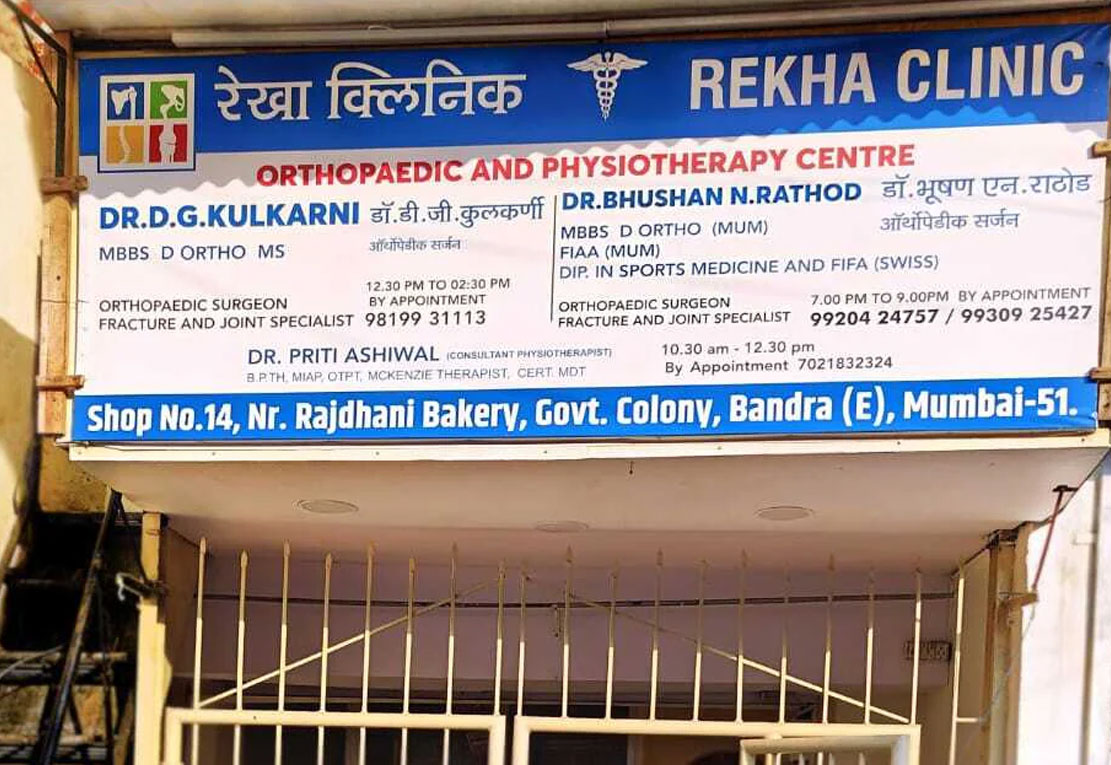 रेखा क्लिनिक REKHA CLINIC
ORTHOPAEDIC AND PHYSIOTHERAPY CENTRE
DR.D.G.KULKARNI डॉ.डी.जी.कुलकर्णी
MBBS D ORTHO MS ऑर्थोपेडीक सर्जन
12.30 PM TO 02:30 PM
ORTHOPAEDIC SURGEON BY APPOINTMENT
FRACTURE AND JOINT SPECIALIST 98199 31113
DR.BHUSHAN N.RATHOD डॉ.भूषण एन.राठोड
MBBS D ORTHO (MUM) ऑर्थोपेडीक सर्जन
FIAA (MUM)
DIP. IN SPORTS MEDICINE AND FIFA (SWISS)
ORTHOPAEDIC SURGEON 7.00 PM TO 9.00PM BY APPOINTMENT
FRACTURE AND JOINT SPECIALIST 99204 24757 / 99309 25427
DR. PRITI ASHIWAL (CONSULTANT PHYSIOTHERAPIST) 10.30 am - 12.30 pm
B.P.TH, MIAP, OTPT, MCKENZIE THERAPIST, CERT. MDT By Appointment 7021832324
Shop No.14, Nr. Rajdhani Bakery, Govt. Colony, Bandra (E), Mumbai-51.